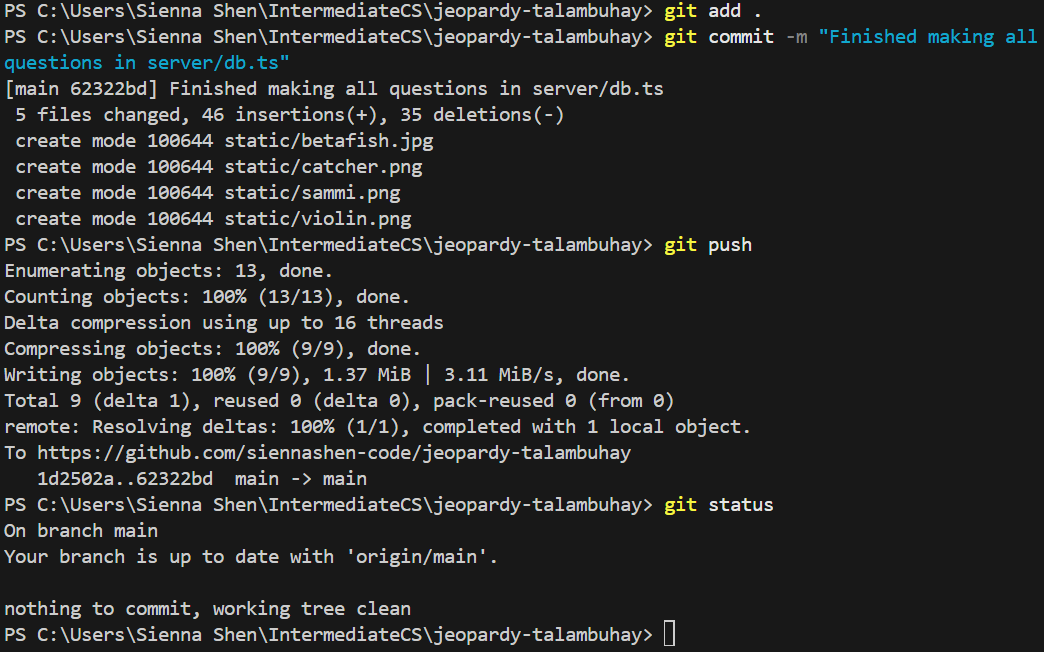 PS C:\Users\Sienna Shen\IntermediateCS\jeopardy-talambuhay> git add .
PS C:\Users\Sienna Shen\IntermediateCS\jeopardy-talambuhay> git commit -m "Finished making all
questions in server/db.ts"
[main 62322bd] Finished making all questions in server/db.ts
 5 files changed, 46 insertions(+), 35 deletions(-)
 create mode 100644 static/betafish.jpg
 create mode 100644 static/catcher.png
 create mode 100644 static/sammi.png
 create mode 100644 static/violin.png
PS C:\Users\Sienna Shen\IntermediateCS\jeopardy-talambuhay> git push
Enumerating objects: 13, done.
Counting objects: 100% (13/13), done.
Delta compression using up to 16 threads
Compressing objects: 100% (9/9), done.
Writing objects: 100% (9/9), 1.37 MiB | 3.11 MiB/s, done.
Total 9 (delta 1), reused 0 (delta 0), pack-reused 0 (from 0)
remote: Resolving deltas: 100% (1/1), completed with 1 local object.
To https://github.com/siennashen-code/jeopardy-talambuhay
   1d2502a..62322bd  main -> main
PS C:\Users\Sienna Shen\IntermediateCS\jeopardy-talambuhay> git status
On branch main
Your branch is up to date with 'origin/main'.

nothing to commit, working tree clean
PS C:\Users\Sienna Shen\IntermediateCS\jeopardy-talambuhay>